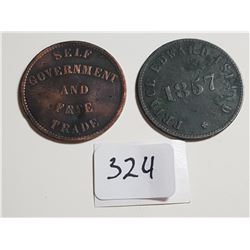 SELF
GOVERNMENT
AND
FREE
TRADE
PRINCE EDWARD ISLAND
1857
324